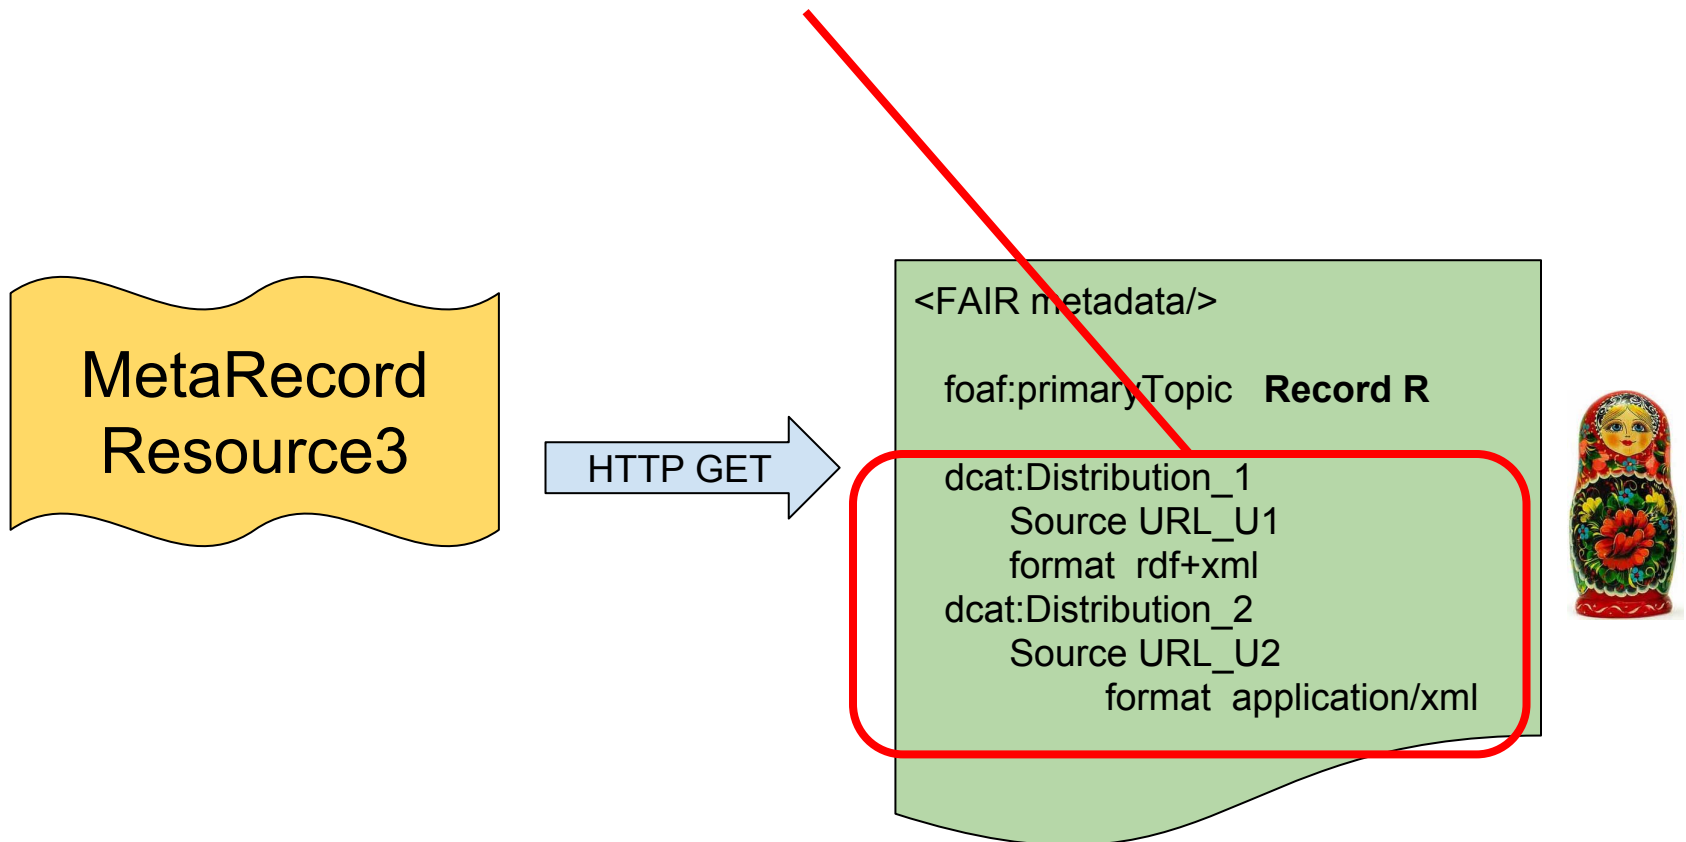 MetaRecord
Resource3
HTTP GET
<FAIR metadata/>
foaf:primaryTopic Record R
dcat:Distribution_1
Source URL_U1
format rdf+xml
dcat:Distribution_2
Source URL_U2
format application/xml